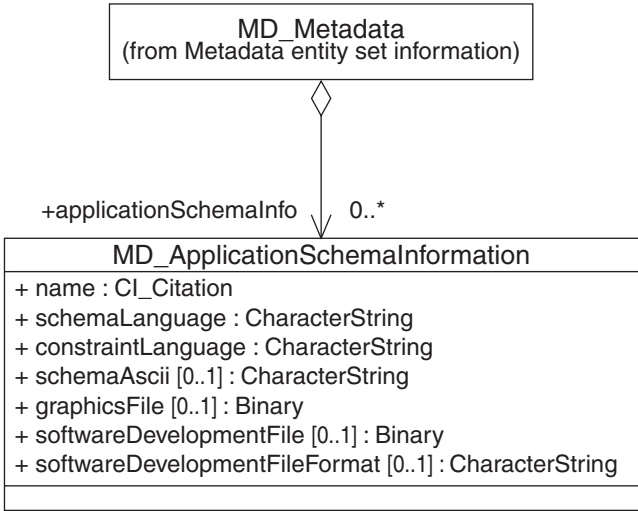 MD_Metadata
(from Metadata entity set information)
+applicationSchemaInfo 0..*
MD_ApplicationSchemaInformation
+ name : CI_Citation
+ schemaLanguage : CharacterString
+ constraintLanguage : CharacterString
+ schemaAscii [0..1] : CharacterString
+ graphicsFile [0..1] : Binary
+ softwareDevelopmentFile [0..1] : Binary
+ softwareDevelopmentFileFormat [0..1] : CharacterString